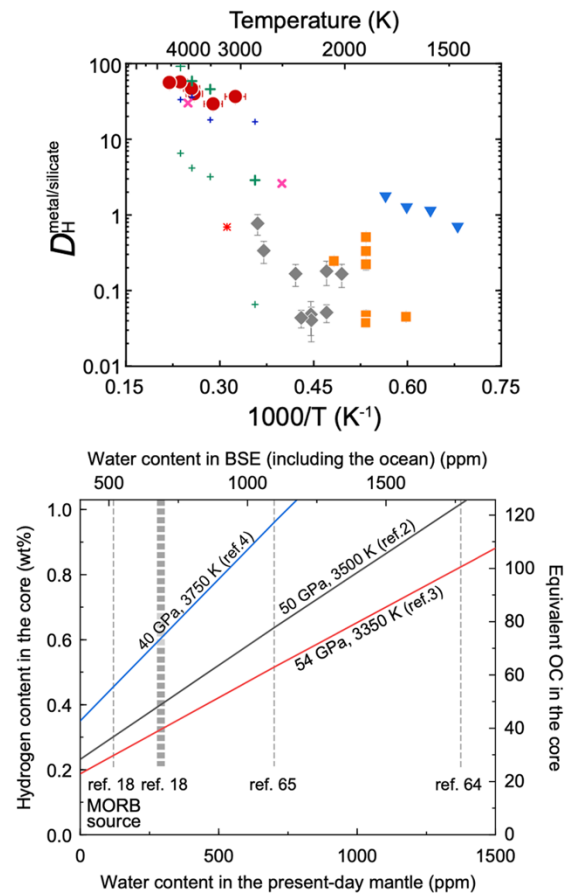 Temperature (K)
4000 3000 2000 1400
100
10
1
0.1
0.01
D_H^metal/silicate
0.15 0.30 0.45 0.60 0.75
1000/T (K⁻¹)
Water content in BSE (including the ocean) (ppm)
500 1000 1500
1.0
0.8
0.6
0.4
0.2
0.0
Hydrogen content in the core (wt%)
120
100
80
60
40
20
0
Equivalent OC in the core
40 GPa, 3750 K (ref.4)
50 GPa, 3500 K (ref.2)
54 GPa, 3350 K (ref.3)
ref. 18 ref. 18 ref. 65 ref. 64
MORB
source
0 500 1000 1500
Water content in the present-day mantle (ppm)